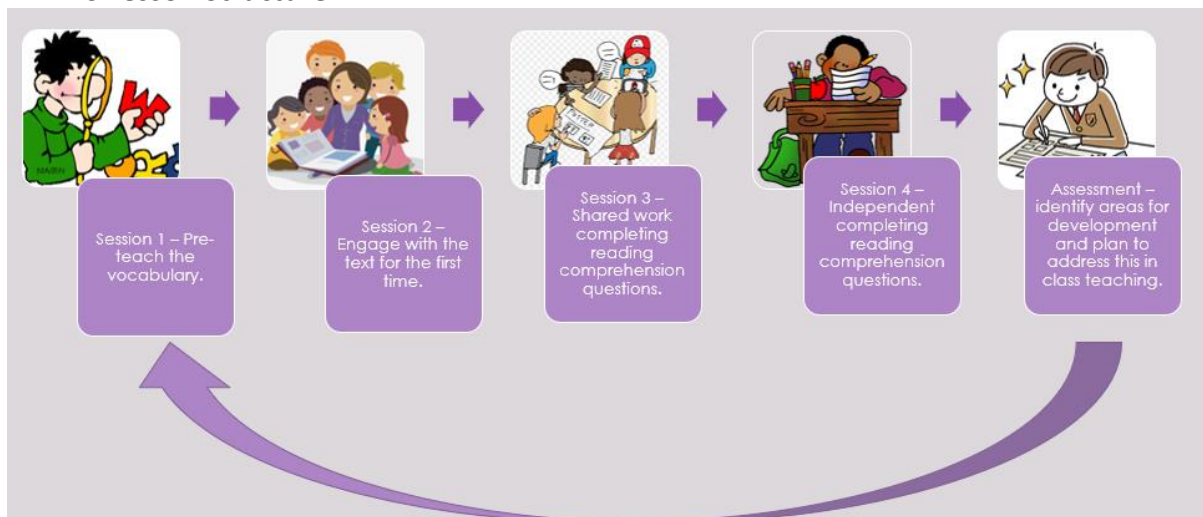 Session 1 – Pre-
teach the
vocabulary.
Session 2 –
Engage with the
text for the first
time.
Session 3 –
Shared work
completing
reading
comprehension
questions.
Session 4 –
Independent
completing
reading
comprehension
questions.
Assessment –
identify areas for
development
and plan to
address this in
class teaching.